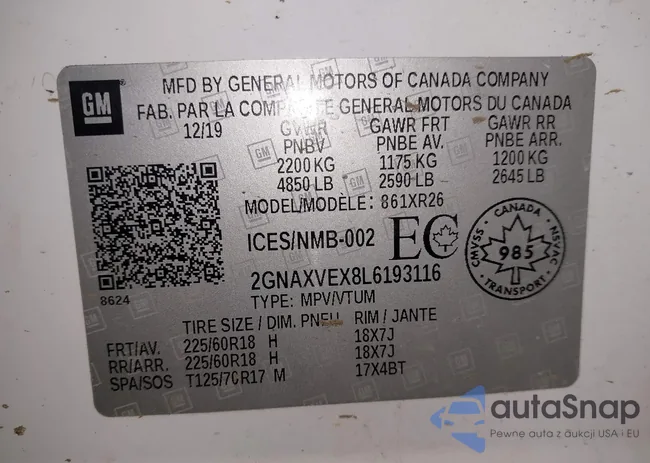 GM
MFD BY GENERAL MOTORS OF CANADA COMPANY
FAB. PAR LA COMPAGNIE GENERAL MOTORS DU CANADA
12/19 GVWR GAWR FRT GAWR RR
PNBV PNBE AV. PNBE ARR.
2200 KG 1175 KG 1200 KG
4850 LB 2590 LB 2645 LB
MODEL/MODÈLE: 861XR26
ICES/NMB-002 EC
CANADA
CMVSS 985 NSVAC
TRANSPORT
2GNAXVEX8L6193116
8624
TYPE: MPV/VTUM
TIRE SIZE / DIM. PNEU RIM / JANTE
FRT/AV. 225/60R18 H 18X7J
RR/ARR. 225/60R18 H 18X7J
SPA/SOS T125/70R17 M 17X4BT
autaSnap
Pewne auta z aukcji USA · EU